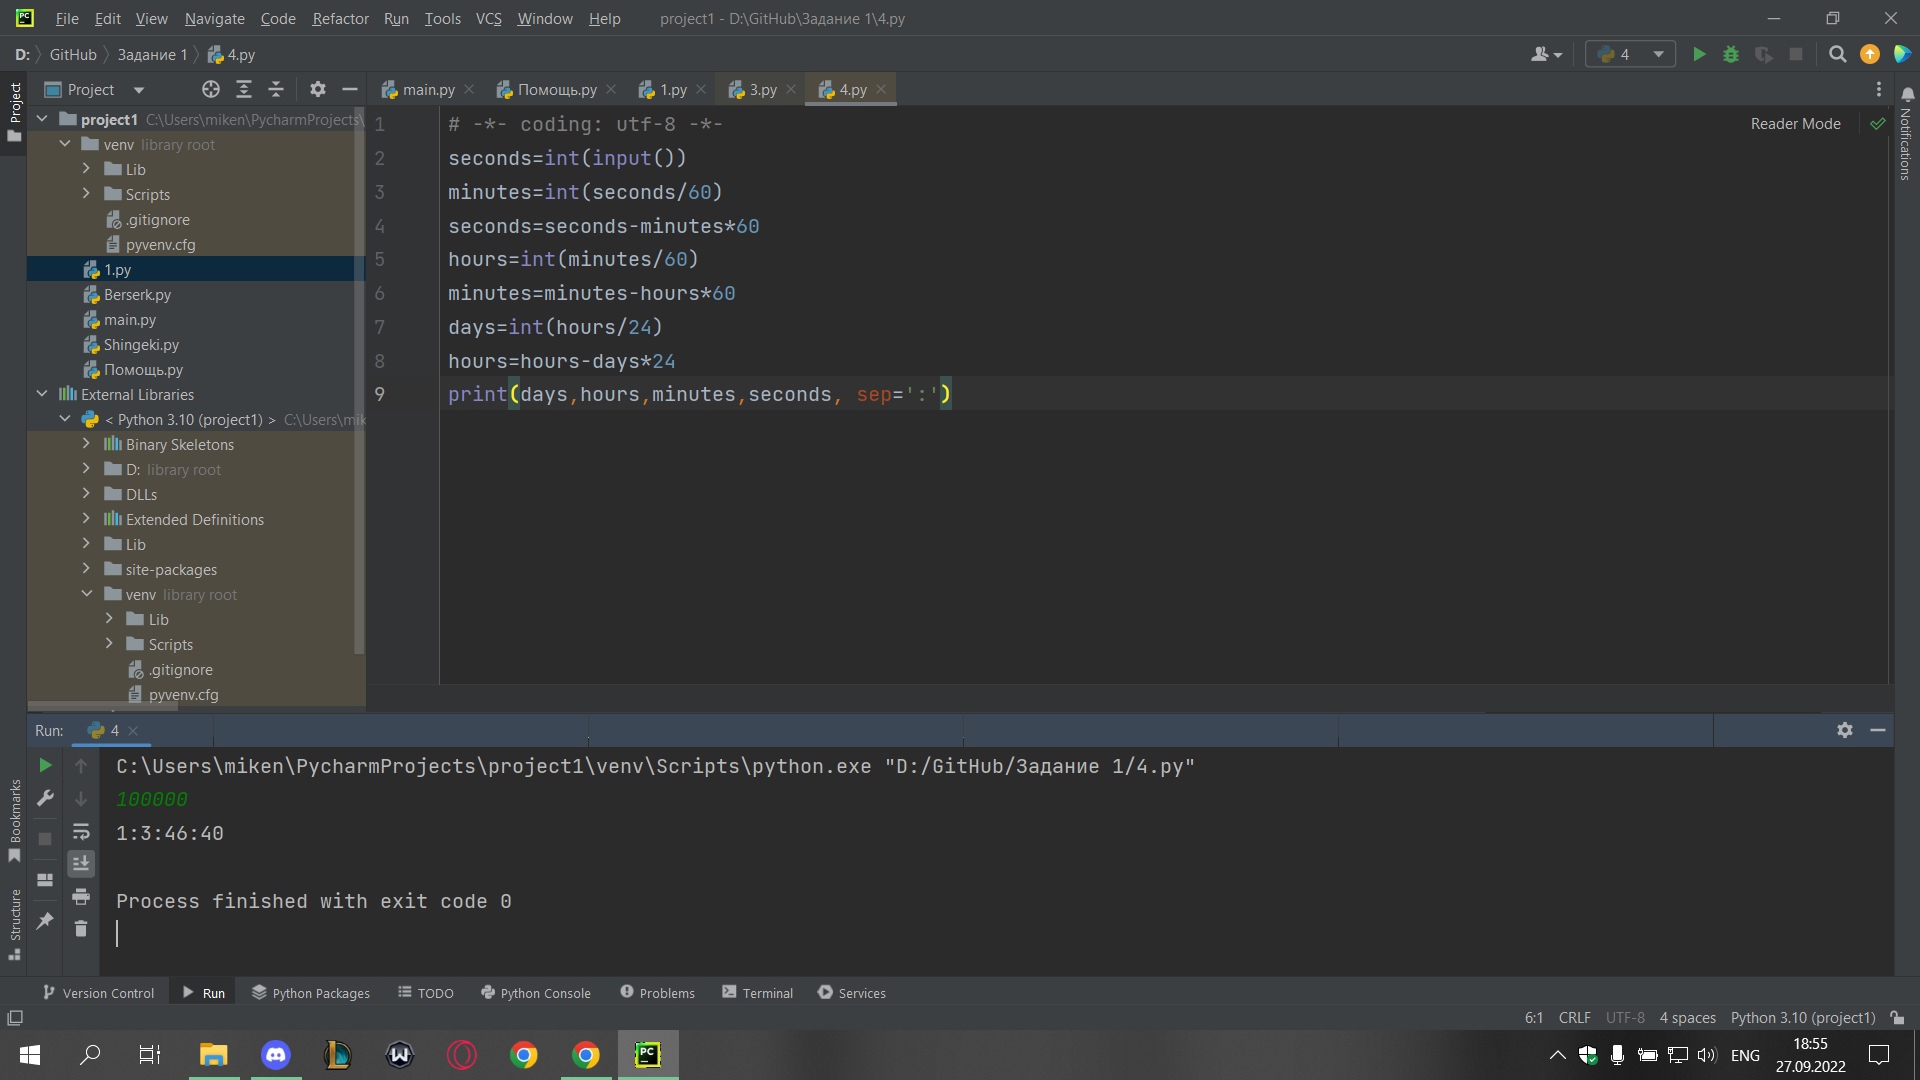 PC File Edit View Navigate Code Refactor Run Tools VCS Window Help project1 - D:\GitHub\Задание 1\4.py
D: GitHub Задание 1 4.py 4
Project main.py Помощь.py 1.py 3.py 4.py
Project
Notifications
project1 C:\Users\miken\PycharmProjects\
venv library root
Lib
Scripts
.gitignore
pyvenv.cfg
1.py
Berserk.py
main.py
Shingeki.py
Помощь.py
External Libraries
< Python 3.10 (project1) > C:\Users\mik
Binary Skeletons
D: library root
DLLs
Extended Definitions
Lib
site-packages
venv library root
Lib
Scripts
.gitignore
pyvenv.cfg
Reader Mode
1 # -*- coding: utf-8 -*-
2 seconds=int(input())
3 minutes=int(seconds/60)
4 seconds=seconds-minutes*60
5 hours=int(minutes/60)
6 minutes=minutes-hours*60
7 days=int(hours/24)
8 hours=hours-days*24
9 print(days,hours,minutes,seconds, sep=':')
Run: 4
C:\Users\miken\PycharmProjects\project1\venv\Scripts\python.exe "D:/GitHub/Задание 1/4.py"
100000
1:3:46:40
Process finished with exit code 0
Bookmarks
Structure
Version Control Run Python Packages TODO Python Console Problems Terminal Services
6:1 CRLF UTF-8 4 spaces Python 3.10 (project1)
PC ENG 18:55
27.09.2022